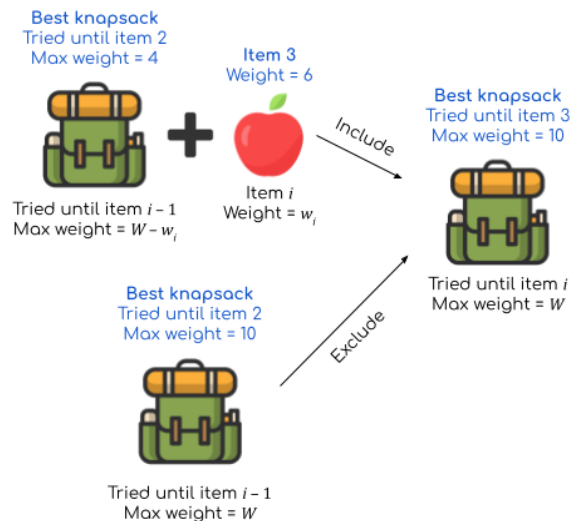 Best knapsack
Tried until item 2
Max weight = 4
Item 3
Weight = 6
Best knapsack
Tried until item 3
Max weight = 10
Include
Tried until item i – 1
Max weight = W – wᵢ
Item i
Weight = wᵢ
Tried until item i
Max weight = W
Best knapsack
Tried until item 2
Max weight = 10
Exclude
Tried until item i – 1
Max weight = W